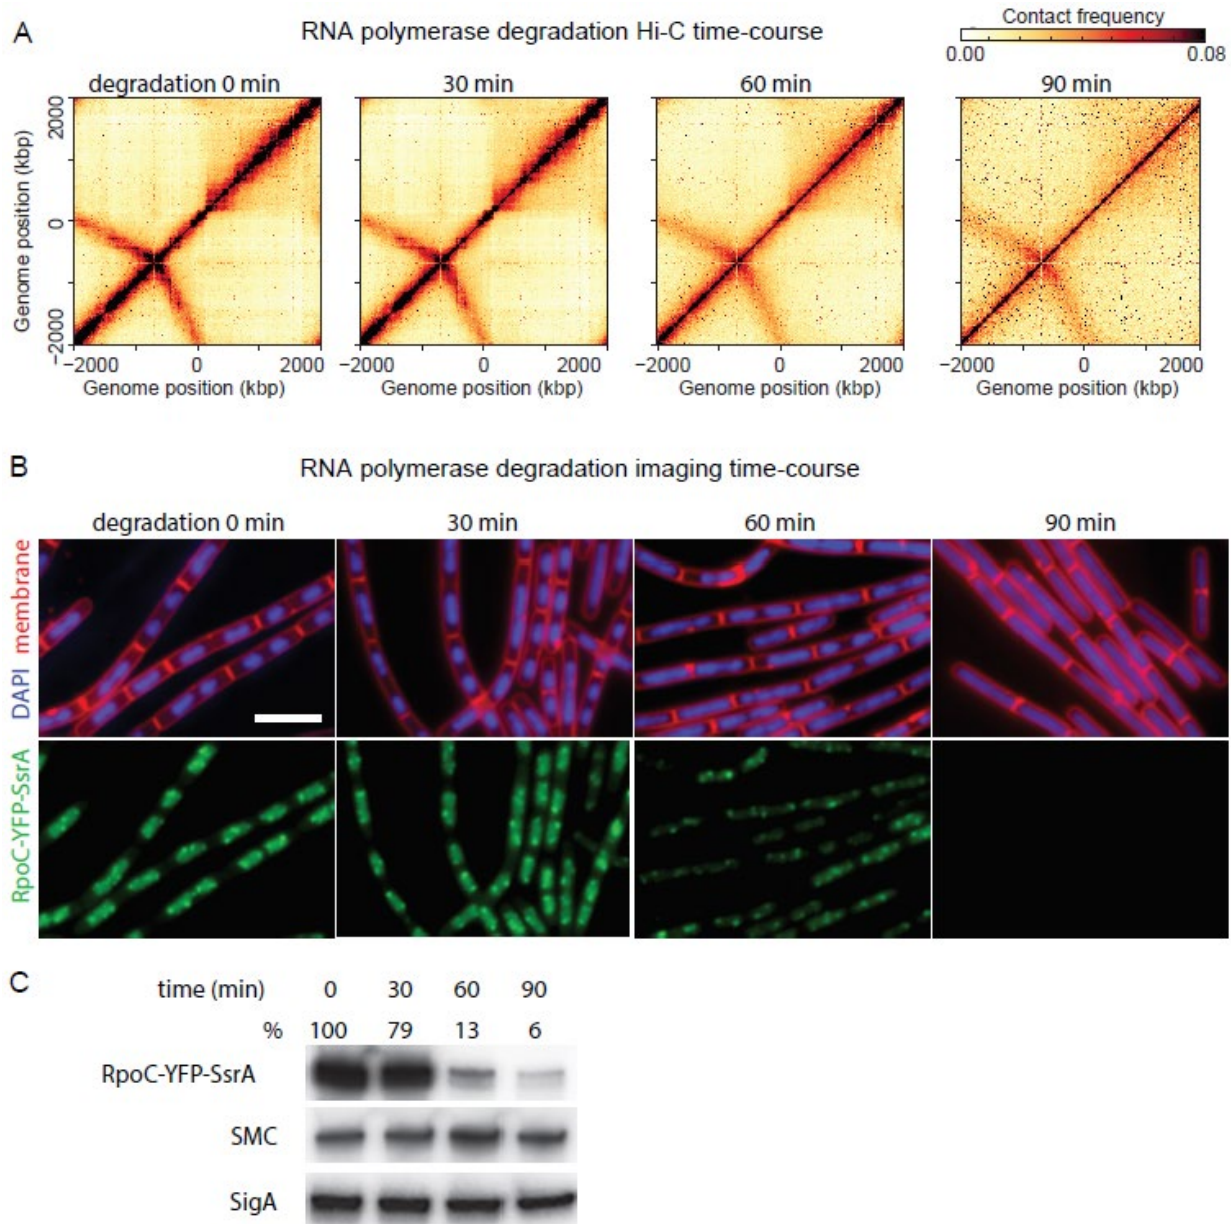 A
RNA polymerase degradation Hi-C time-course
Contact frequency
0.00 0.08
degradation 0 min 30 min 60 min 90 min
Genome position (kbp)
2000
0
−2000
−2000 0 2000 −2000 0 2000 −2000 0 2000 −2000 0 2000
Genome position (kbp) Genome position (kbp) Genome position (kbp) Genome position (kbp)
B
RNA polymerase degradation imaging time-course
degradation 0 min 30 min 60 min 90 min
DAPI membrane
RpoC-YFP-SsrA
C
time (min) 0 30 60 90
% 100 79 13 6
RpoC-YFP-SsrA
SMC
SigA